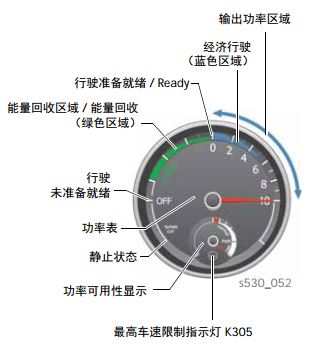 输出功率区域
经济行驶
（蓝色区域）
行驶准备就绪 / Ready
能量回收区域 / 能量回收
（绿色区域）
0
2
4
6
8
10
行驶
未准备就绪
OFF
功率表
静止状态
功率可用性显示
s530_052
最高车速限制指示灯 K305